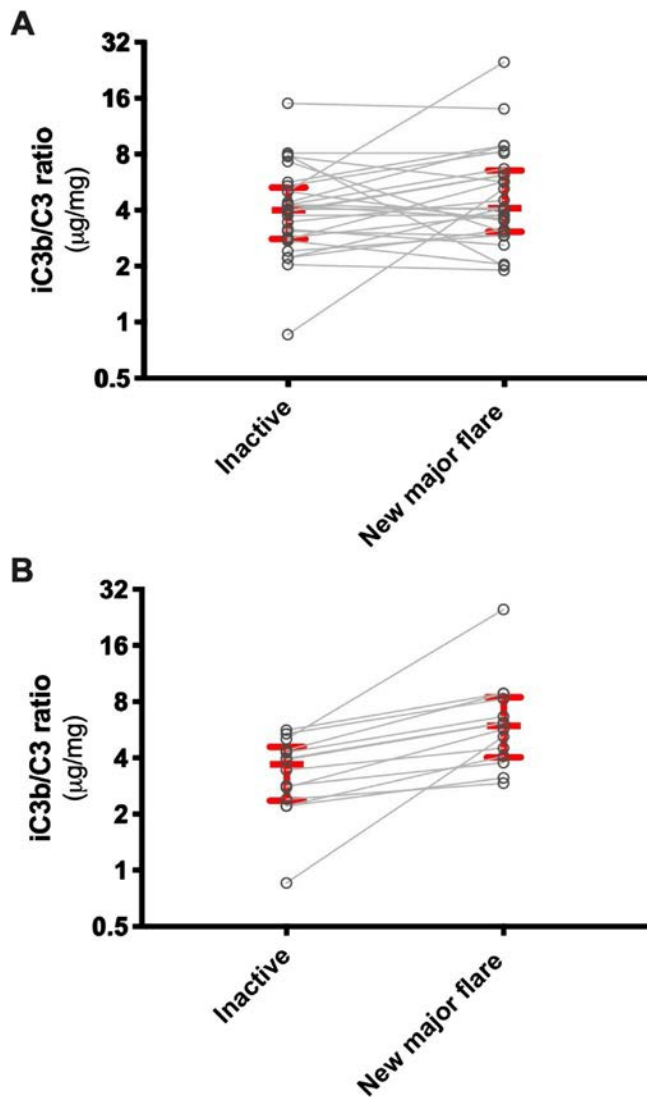 A
iC3b/C3 ratio
(µg/mg)
32
16
8
4
2
1
0.5
Inactive
New major flare
B
iC3b/C3 ratio
(µg/mg)
32
16
8
4
2
1
0.5
Inactive
New major flare